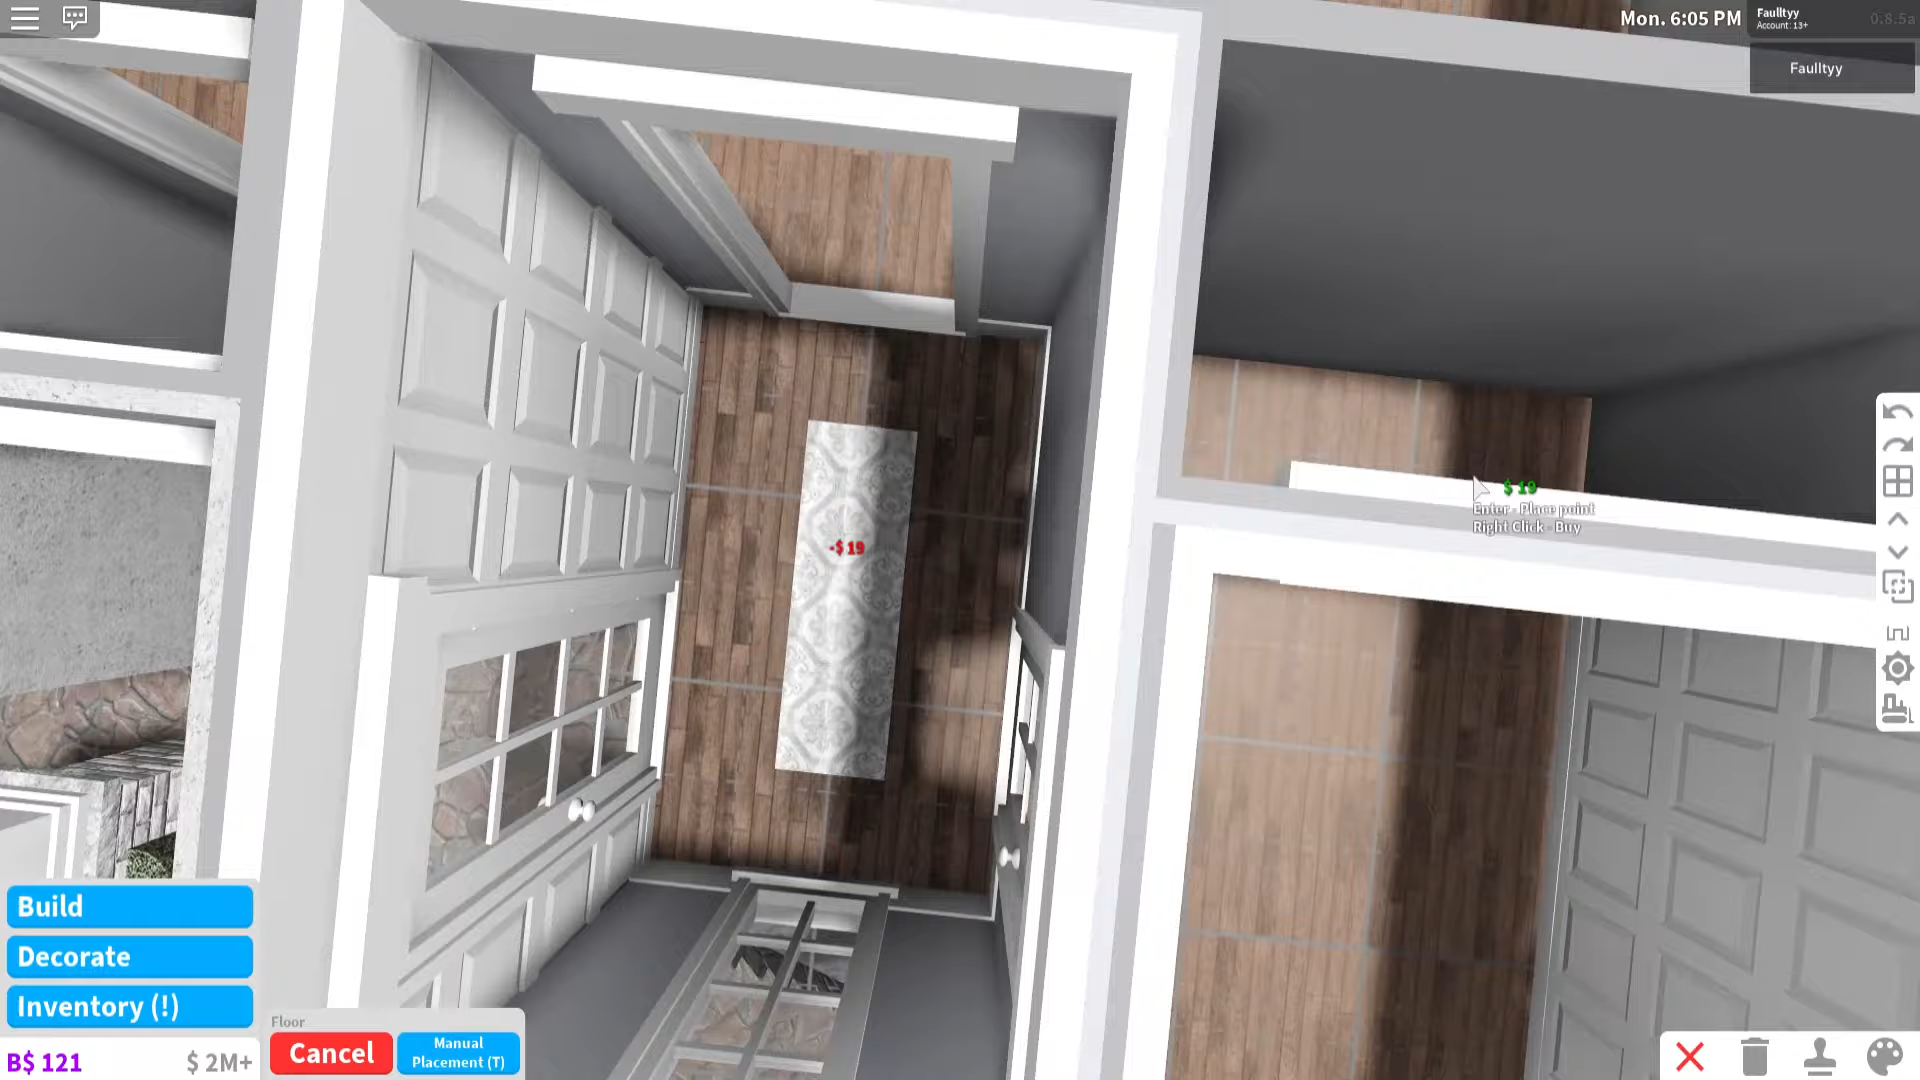 Mon. 6:05 PM
Faulltyy
Account: 13+
0.8.5a
Faulltyy
$ 19
Enter - Place point
Right Click - Buy
-$ 19
Build
Decorate
Inventory (!)
B$ 121
$ 2M+
Floor
Cancel
Manual
Placement (T)